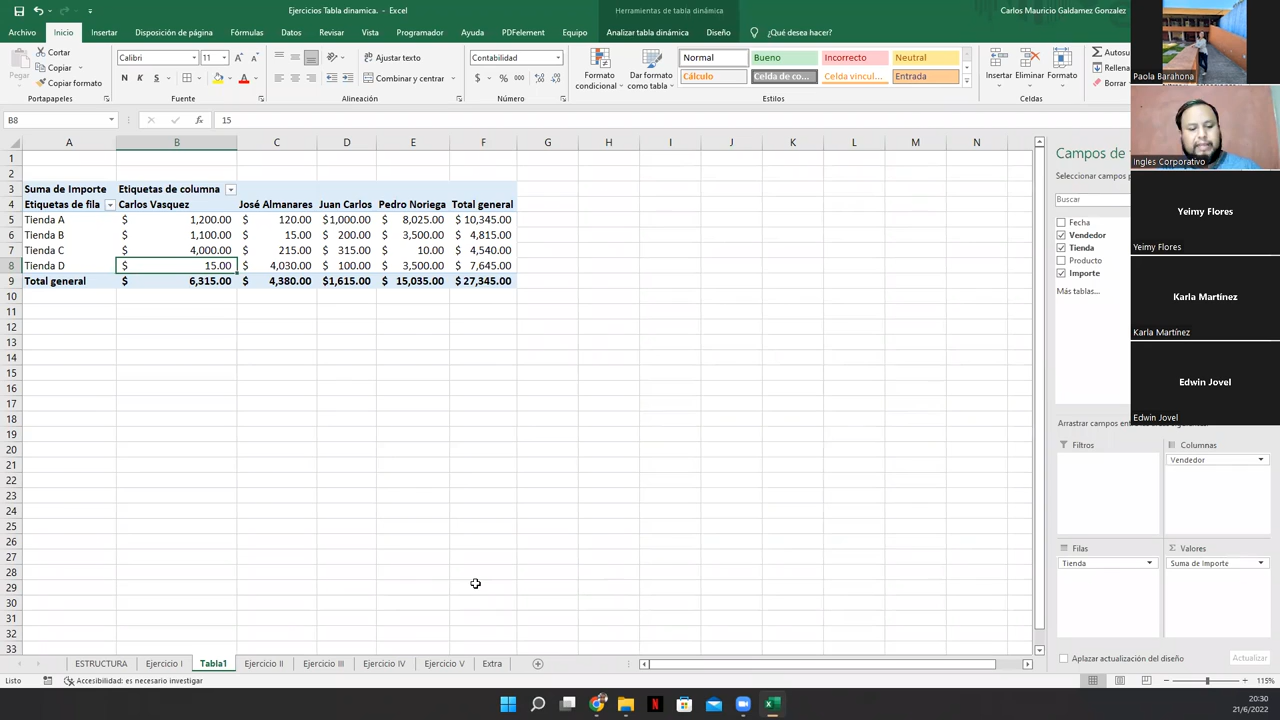 Ejercicios Tabla dinamica. - Excel
Herramientas de tabla dinámica
Carlos Mauricio Galdamez Gonzalez
Archivo Inicio Insertar Disposición de página Fórmulas Datos Revisar Vista Programador Ayuda PDFelement Equipo Analizar tabla dinámica Diseño ¿Qué desea hacer?
Pegar
Cortar
Copiar
Copiar formato
Portapapeles
Calibri 11
N K S
Fuente
Ajustar texto
Combinar y centrar
Alineación
Contabilidad
$ % 000
Número
Formato condicional
Dar formato como tabla
Normal Bueno Incorrecto Neutral
Cálculo Celda de co... Celda vincul... Entrada
Estilos
Insertar Eliminar Formato
Celdas
Autosu
Rellena
Borrar
B8
fx
15
A B C D E F G H I J K L M N
1
2
3 Suma de Importe Etiquetas de columna
4 Etiquetas de fila Carlos Vasquez José Almanares Juan Carlos Pedro Noriega Total general
5 Tienda A $ 1,200.00 $ 120.00 $1,000.00 $ 8,025.00 $ 10,345.00
6 Tienda B $ 1,100.00 $ 15.00 $ 200.00 $ 3,500.00 $ 4,815.00
7 Tienda C $ 4,000.00 $ 215.00 $ 315.00 $ 10.00 $ 4,540.00
8 Tienda D $ 15.00 $ 4,030.00 $ 100.00 $ 3,500.00 $ 7,645.00
9 Total general $ 6,315.00 $ 4,380.00 $1,615.00 $ 15,035.00 $ 27,345.00
10
11
12
13
14
15
16
17
18
19
20
21
22
23
24
25
26
27
28
29
30
31
32
33
Campos de
Seleccionar campos p
Buscar
Fecha
Vendedor
Tienda
Producto
Importe
Más tablas...
Arrastrar campos en
Filtros
Columnas
Vendedor
Filas
Tienda
Valores
Suma de Importe
Aplazar actualización del diseño
Actualizar
Paola Barahona
Ingles Corporativo
Yeimy Flores
Yeimy Flores
Karla Martínez
Karla Martínez
Edwin Jovel
Edwin Jovel
ESTRUCTURA Ejercicio I Tabla1 Ejercicio II Ejercicio III Ejercicio IV Ejercicio V Extra
Listo
Accesibilidad: es necesario investigar
115%
20:30
21/6/2022